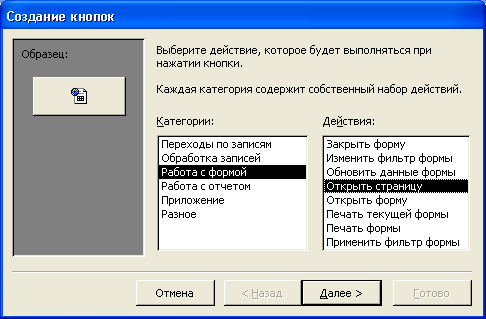 Создание кнопок
Образец:
Выберите действие, которое будет выполняться при
нажатии кнопки.
Каждая категория содержит собственный набор действий.
Категории:
Переходы по записям
Обработка записей
Работа с формой
Работа с отчетом
Приложение
Разное
Действия:
Закрыть форму
Изменить фильтр формы
Обновить данные формы
Открыть страницу
Открыть форму
Печать текущей формы
Печать формы
Применить фильтр формы
Отмена
< Назад
Далее >
Готово